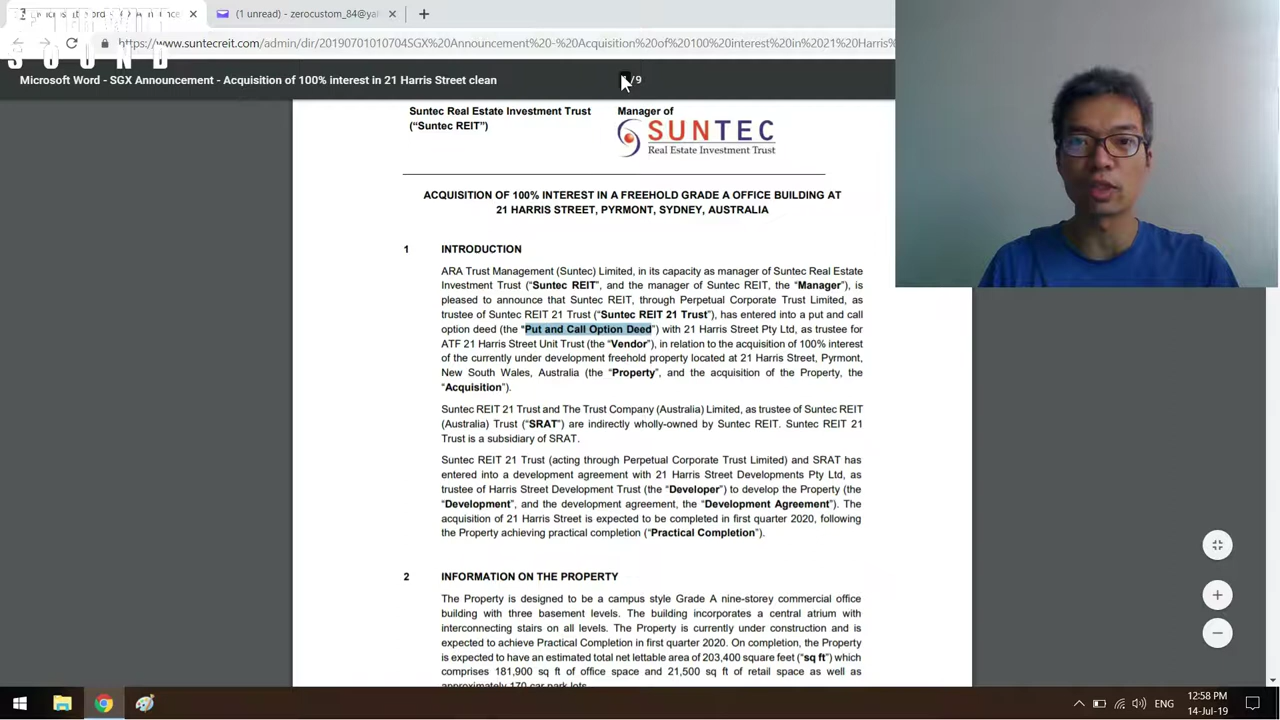 (1 unread) - zerocustom_84@ya
https://www.suntecreit.com/admin/dir/20190701010704SGX%20Announcement%20-%20Acquisition%20of%20100%20interest%20in%2021%20Harris%
SOUND
Microsoft Word - SGX Announcement - Acquisition of 100% interest in 21 Harris Street clean
/9
Suntec Real Estate Investment Trust
(“Suntec REIT”)
Manager of
SUNTEC
Real Estate Investment Trust
ACQUISITION OF 100% INTEREST IN A FREEHOLD GRADE A OFFICE BUILDING AT
21 HARRIS STREET, PYRMONT, SYDNEY, AUSTRALIA
1 INTRODUCTION
ARA Trust Management (Suntec) Limited, in its capacity as manager of Suntec Real Estate
Investment Trust (“Suntec REIT”, and the manager of Suntec REIT, the “Manager”), is
pleased to announce that Suntec REIT, through Perpetual Corporate Trust Limited, as
trustee of Suntec REIT 21 Trust (“Suntec REIT 21 Trust”), has entered into a put and call
option deed (the “Put and Call Option Deed”) with 21 Harris Street Pty Ltd, as trustee for
ATF 21 Harris Street Unit Trust (the “Vendor”), in relation to the acquisition of 100% interest
of the currently under development freehold property located at 21 Harris Street, Pyrmont,
New South Wales, Australia (the “Property”, and the acquisition of the Property, the
“Acquisition”).
Suntec REIT 21 Trust and The Trust Company (Australia) Limited, as trustee of Suntec REIT
(Australia) Trust (“SRAT”) are indirectly wholly-owned by Suntec REIT. Suntec REIT 21
Trust is a subsidiary of SRAT.
Suntec REIT 21 Trust (acting through Perpetual Corporate Trust Limited) and SRAT has
entered into a development agreement with 21 Harris Street Developments Pty Ltd, as
trustee of Harris Street Development Trust (the “Developer”) to develop the Property (the
“Development”, and the development agreement, the “Development Agreement”). The
acquisition of 21 Harris Street is expected to be completed in first quarter 2020, following
the Property achieving practical completion (“Practical Completion”).
2 INFORMATION ON THE PROPERTY
The Property is designed to be a campus style Grade A nine-storey commercial office
building with three basement levels. The building incorporates a central atrium with
interconnecting stairs on all levels. The Property is currently under construction and is
expected to achieve Practical Completion in first quarter 2020. On completion, the Property
is expected to have an estimated total net lettable area of 203,400 square feet (“sq ft”) which
comprises 181,900 sq ft of office space and 21,500 sq ft of retail space as well as
approximately 170 car park lots.
ENG
12:58 PM
14-Jul-19